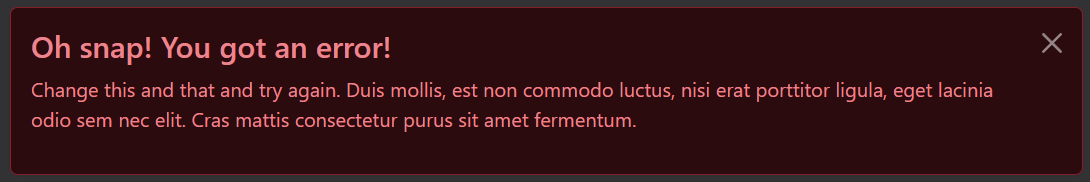 Oh snap! You got an error!
Change this and that and try again. Duis mollis, est non commodo luctus, nisi erat porttitor ligula, eget lacinia
odio sem nec elit. Cras mattis consectetur purus sit amet fermentum.